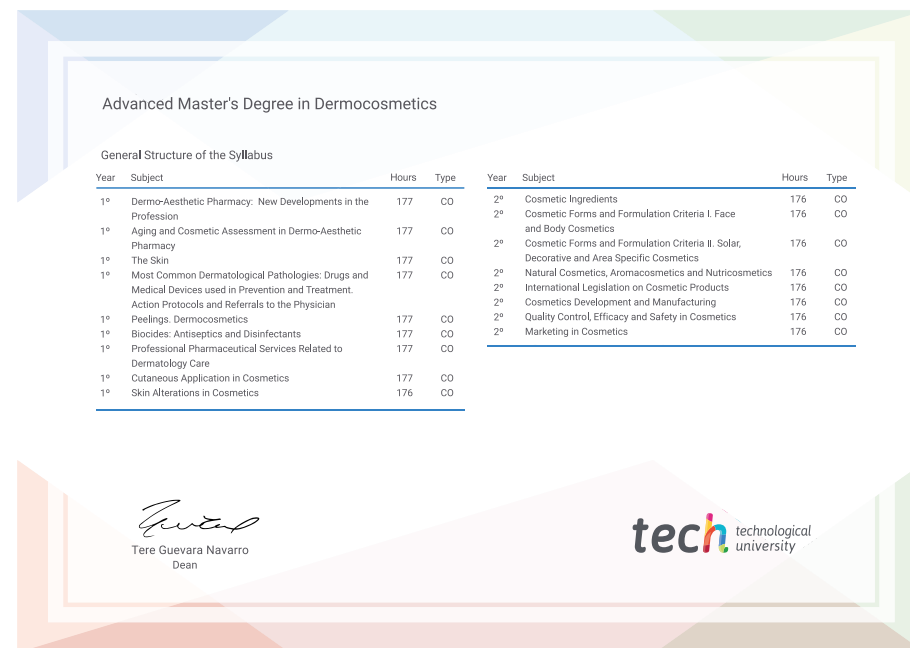 Advanced Master's Degree in Dermocosmetics
General Structure of the Syllabus
Year Subject Hours Type
1º Dermo-Aesthetic Pharmacy: New Developments in the 177 CO
Profession
1º Aging and Cosmetic Assessment in Dermo-Aesthetic 177 CO
Pharmacy
1º The Skin 177 CO
1º Most Common Dermatological Pathologies: Drugs and 177 CO
Medical Devices used in Prevention and Treatment.
Action Protocols and Referrals to the Physician
1º Peelings. Dermocosmetics 177 CO
1º Biocides: Antiseptics and Disinfectants 177 CO
1º Professional Pharmaceutical Services Related to 177 CO
Dermatology Care
1º Cutaneous Application in Cosmetics 177 CO
1º Skin Alterations in Cosmetics 176 CO
Year Subject Hours Type
2º Cosmetic Ingredients 176 CO
2º Cosmetic Forms and Formulation Criteria I. Face 176 CO
and Body Cosmetics
2º Cosmetic Forms and Formulation Criteria II. Solar, 176 CO
Decorative and Area Specific Cosmetics
2º Natural Cosmetics, Aromacosmetics and Nutricosmetics 176 CO
2º International Legislation on Cosmetic Products 176 CO
2º Cosmetics Development and Manufacturing 176 CO
2º Quality Control, Efficacy and Safety in Cosmetics 176 CO
2º Marketing in Cosmetics 176 CO
Tere Guevara Navarro
Dean
tech technological
university